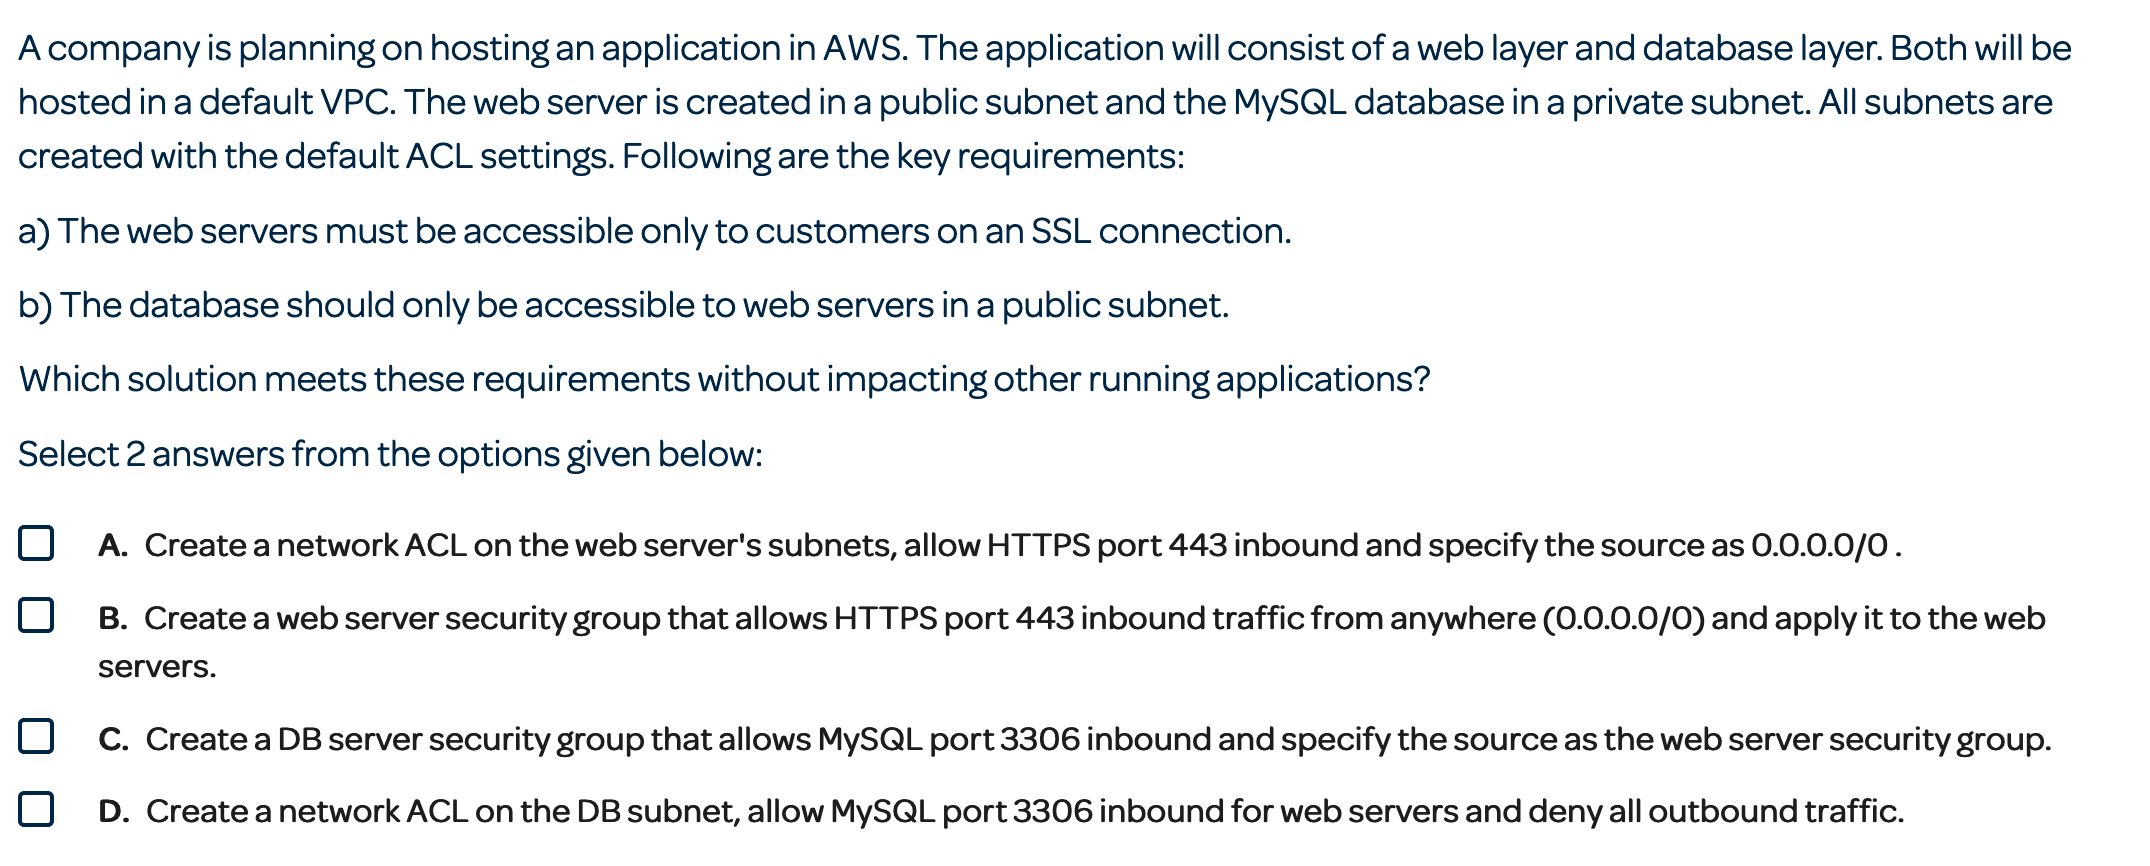 A company is planning on hosting an application in AWS. The application will consist of a web layer and database layer. Both will be
hosted in a default VPC. The web server is created in a public subnet and the MySQL database in a private subnet. All subnets are
created with the default ACL settings. Following are the key requirements:
a) The web servers must be accessible only to customers on an SSL connection.
b) The database should only be accessible to web servers in a public subnet.
Which solution meets these requirements without impacting other running applications?
Select 2 answers from the options given below:
A. Create a network ACL on the web server's subnets, allow HTTPS port 443 inbound and specify the source as 0.0.0.0/0 .
B. Create a web server security group that allows HTTPS port 443 inbound traffic from anywhere (0.0.0.0/0) and apply it to the web
servers.
C. Create a DB server security group that allows MySQL port 3306 inbound and specify the source as the web server security group.
D. Create a network ACL on the DB subnet, allow MySQL port 3306 inbound for web servers and deny all outbound traffic.